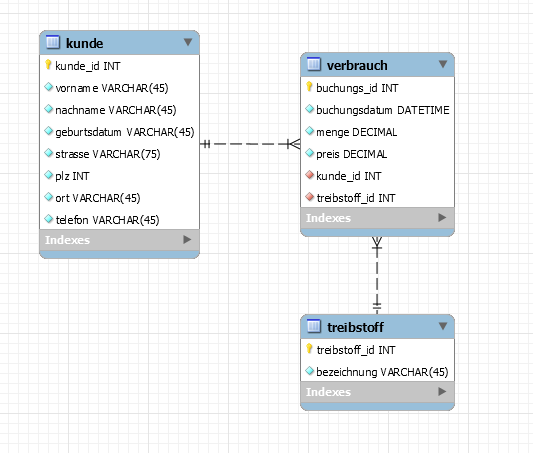 kunde
kunde_id INT
vorname VARCHAR(45)
nachname VARCHAR(45)
geburtsdatum VARCHAR(45)
strasse VARCHAR(75)
plz INT
ort VARCHAR(45)
telefon VARCHAR(45)
Indexes
verbrauch
buchungs_id INT
buchungsdatum DATETIME
menge DECIMAL
preis DECIMAL
kunde_id INT
treibstoff_id INT
Indexes
treibstoff
treibstoff_id INT
bezeichnung VARCHAR(45)
Indexes